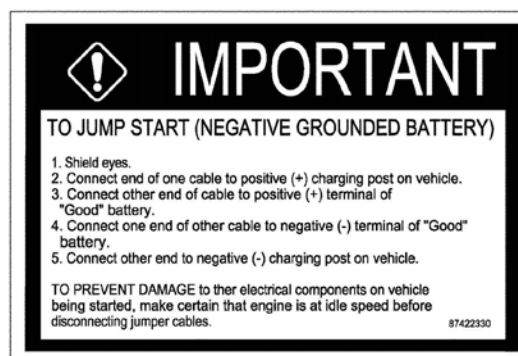 IMPORTANT
TO JUMP START (NEGATIVE GROUNDED BATTERY)
1. Shield eyes.
2. Connect end of one cable to positive (+) charging post on vehicle.
3. Connect other end of cable to positive (+) terminal of
"Good" battery.
4. Connect one end of other cable to negative (-) terminal of "Good"
battery.
5. Connect other end to negative (-) charging post on vehicle.
TO PREVENT DAMAGE to ther electrical components on vehicle
being started, make certain that engine is at idle speed before
disconnecting jumper cables.
87422330